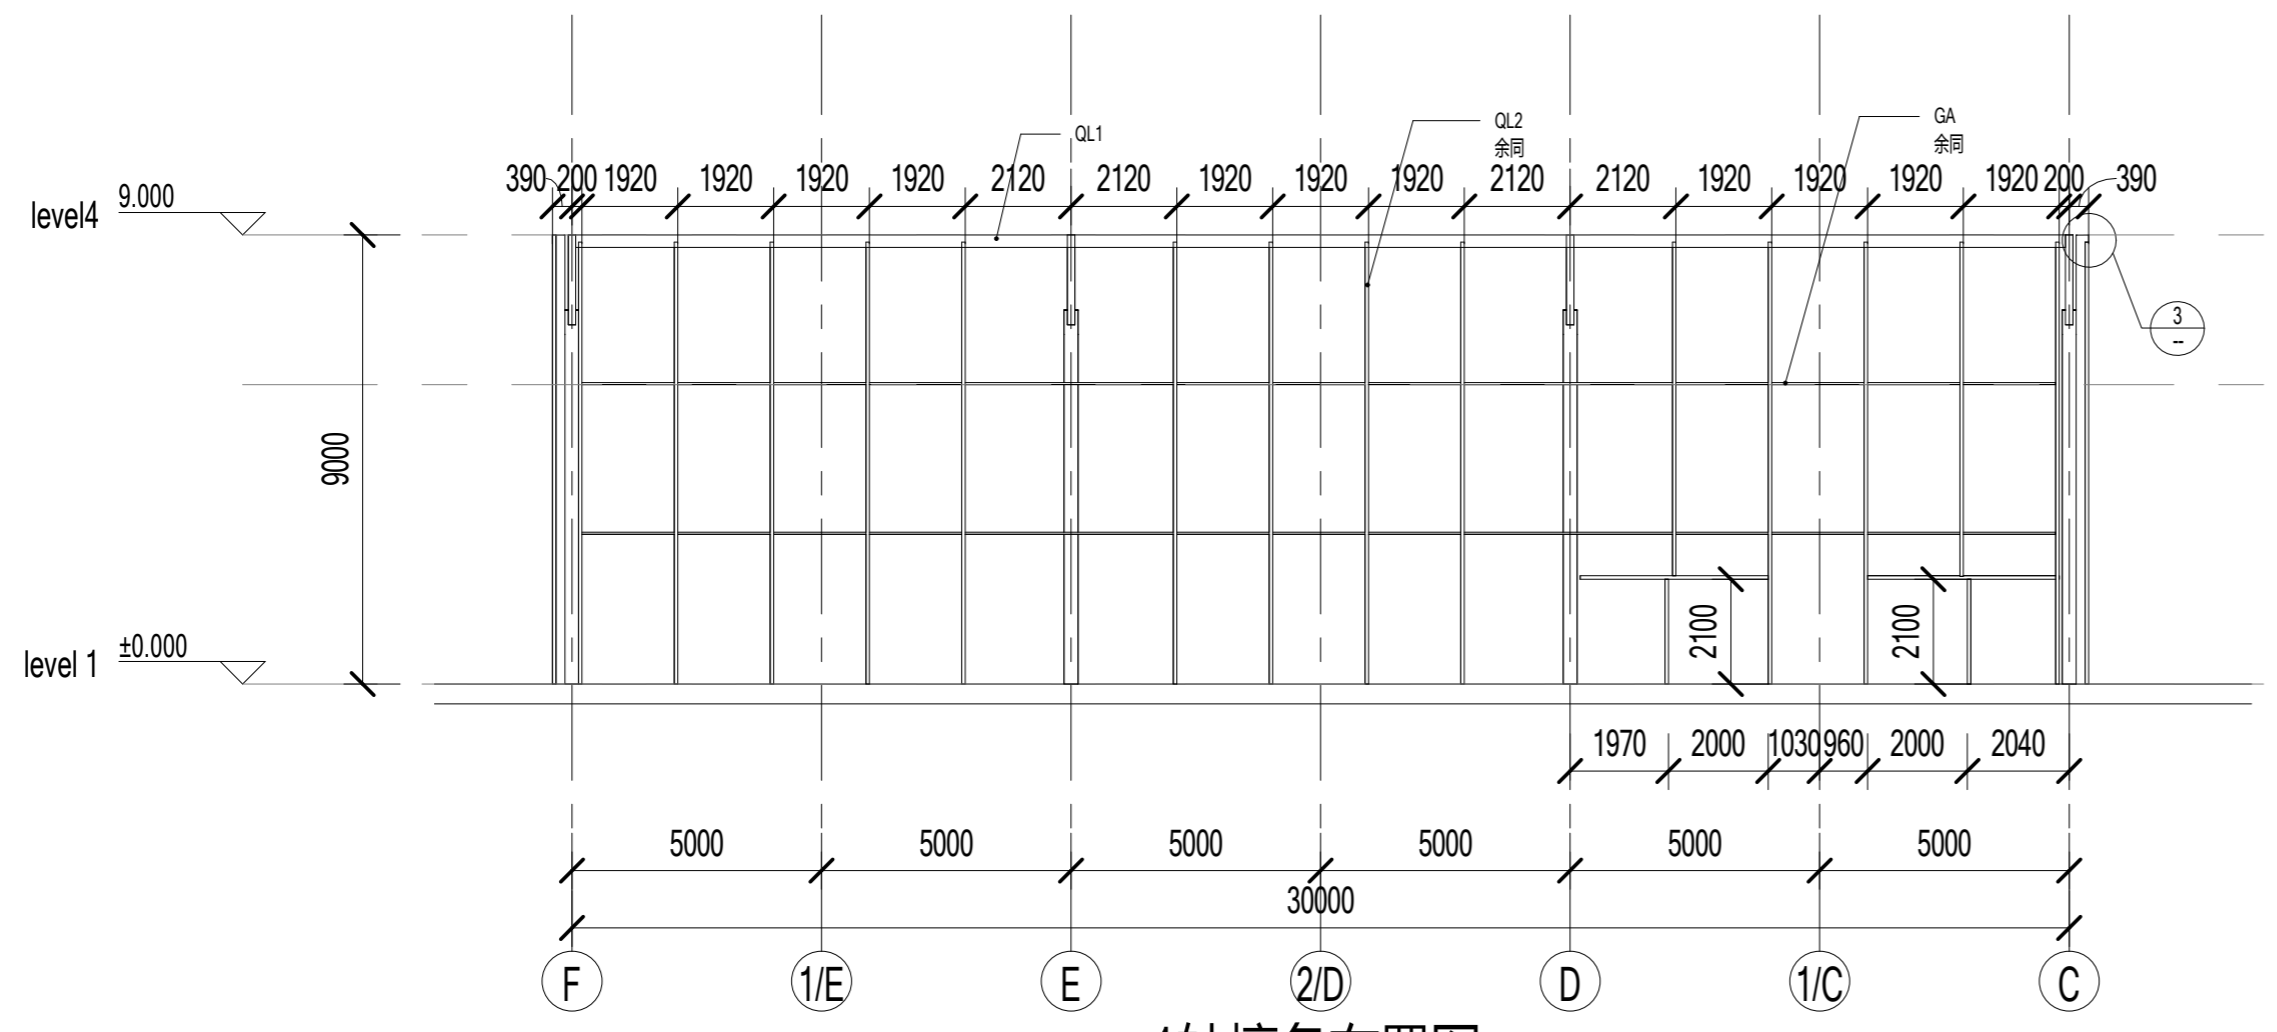 QL1
QL2
余同
GA
余同
390 200 1920 1920 1920 1920 2120 2120 1920 1920 1920 2120 2120 1920 1920 1920 1920 200 390
level4 9.000
3
--
9000
level 1 ±0.000
2100 2100
1970 2000 1030 960 2000 2040
5000 5000 5000 5000 5000 5000
30000
F 1/E E 2/D D 1/C C